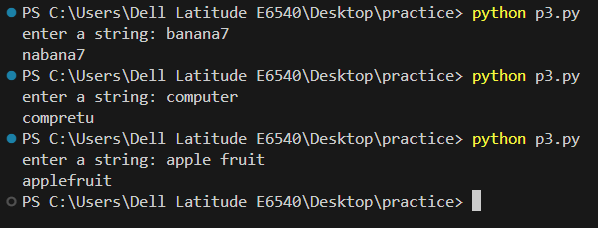 PS C:\Users\Dell Latitude E6540\Desktop\practice> python p3.py
enter a string: banana7
nabana7
PS C:\Users\Dell Latitude E6540\Desktop\practice> python p3.py
enter a string: computer
compretu
PS C:\Users\Dell Latitude E6540\Desktop\practice> python p3.py
enter a string: apple fruit
applefruit
PS C:\Users\Dell Latitude E6540\Desktop\practice>